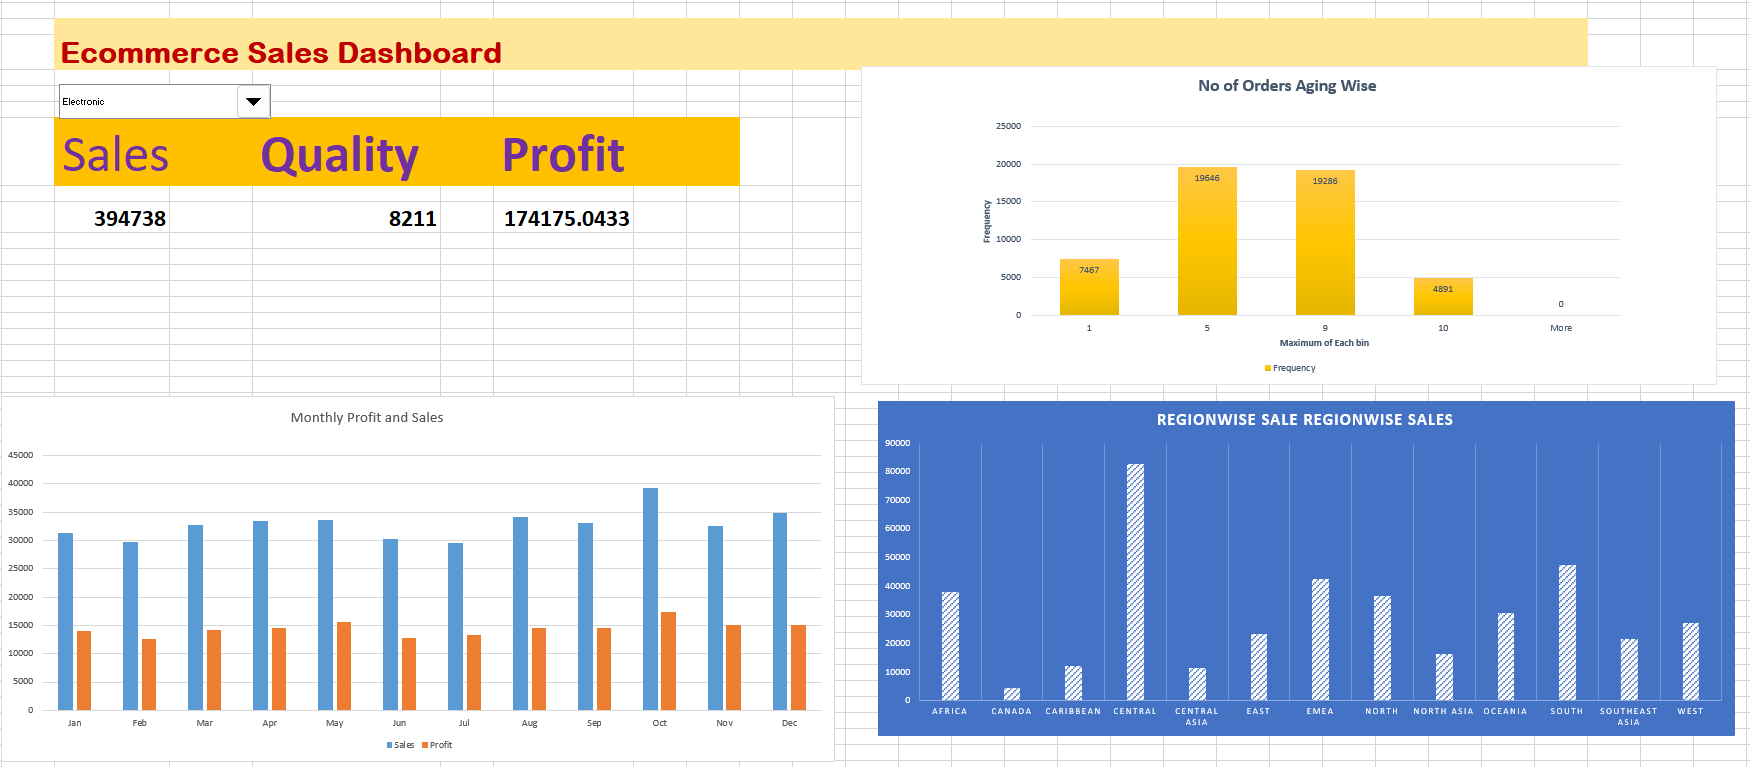 Ecommerce Sales Dashboard
Electronic
Sales Quality Profit
394738 8211 174175.0433
No of Orders Aging Wise
25000
20000
15000
10000
5000
0
Frequency
19646
19286
7467
4891
0
1 5 9 10 More
Maximum of Each bin
Frequency
Monthly Profit and Sales
45000
40000
35000
30000
25000
20000
15000
10000
5000
0
Jan Feb Mar Apr May Jun Jul Aug Sep Oct Nov Dec
Sales Profit
REGIONWISE SALE REGIONWISE SALES
90000
80000
70000
60000
50000
40000
30000
20000
10000
0
AFRICA CANADA CARIBBEAN CENTRAL CENTRAL ASIA EAST EMEA NORTH NORTH ASIA OCEANIA SOUTH SOUTHEAST ASIA WEST